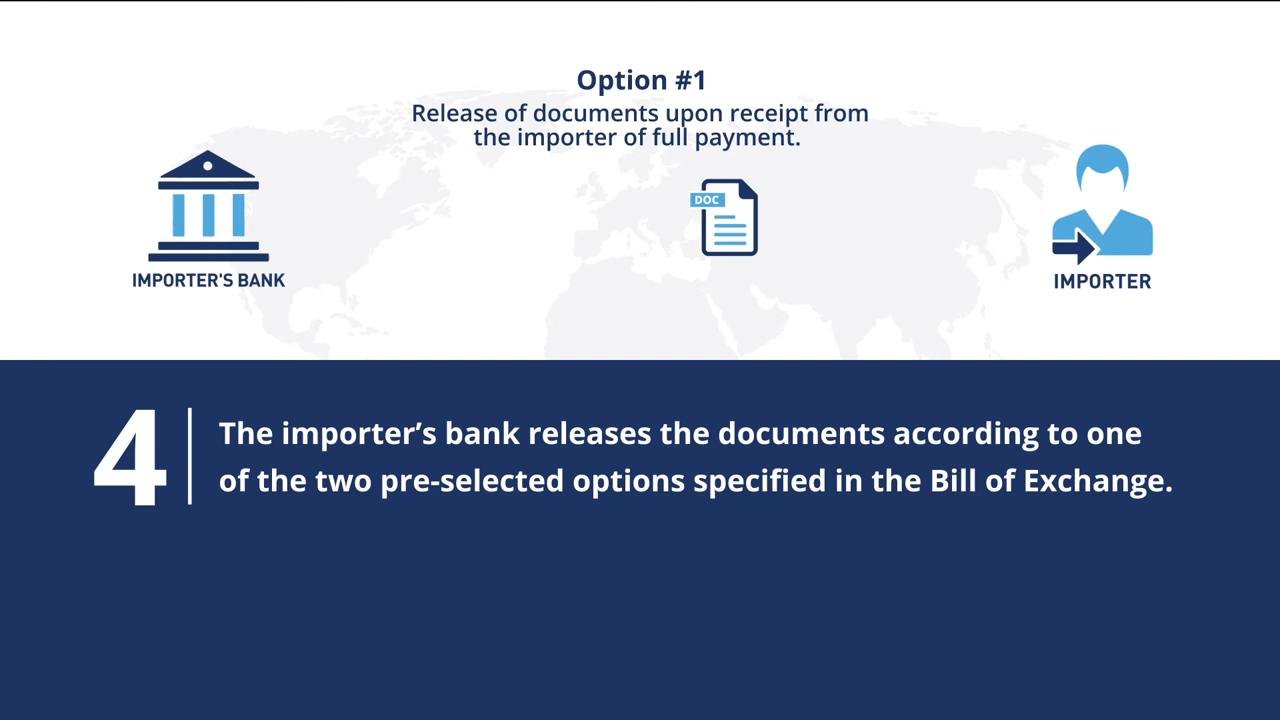 Option #1
Release of documents upon receipt from
the importer of full payment.
DOC
IMPORTER'S BANK
IMPORTER
4
The importer’s bank releases the documents according to one
of the two pre-selected options specified in the Bill of Exchange.